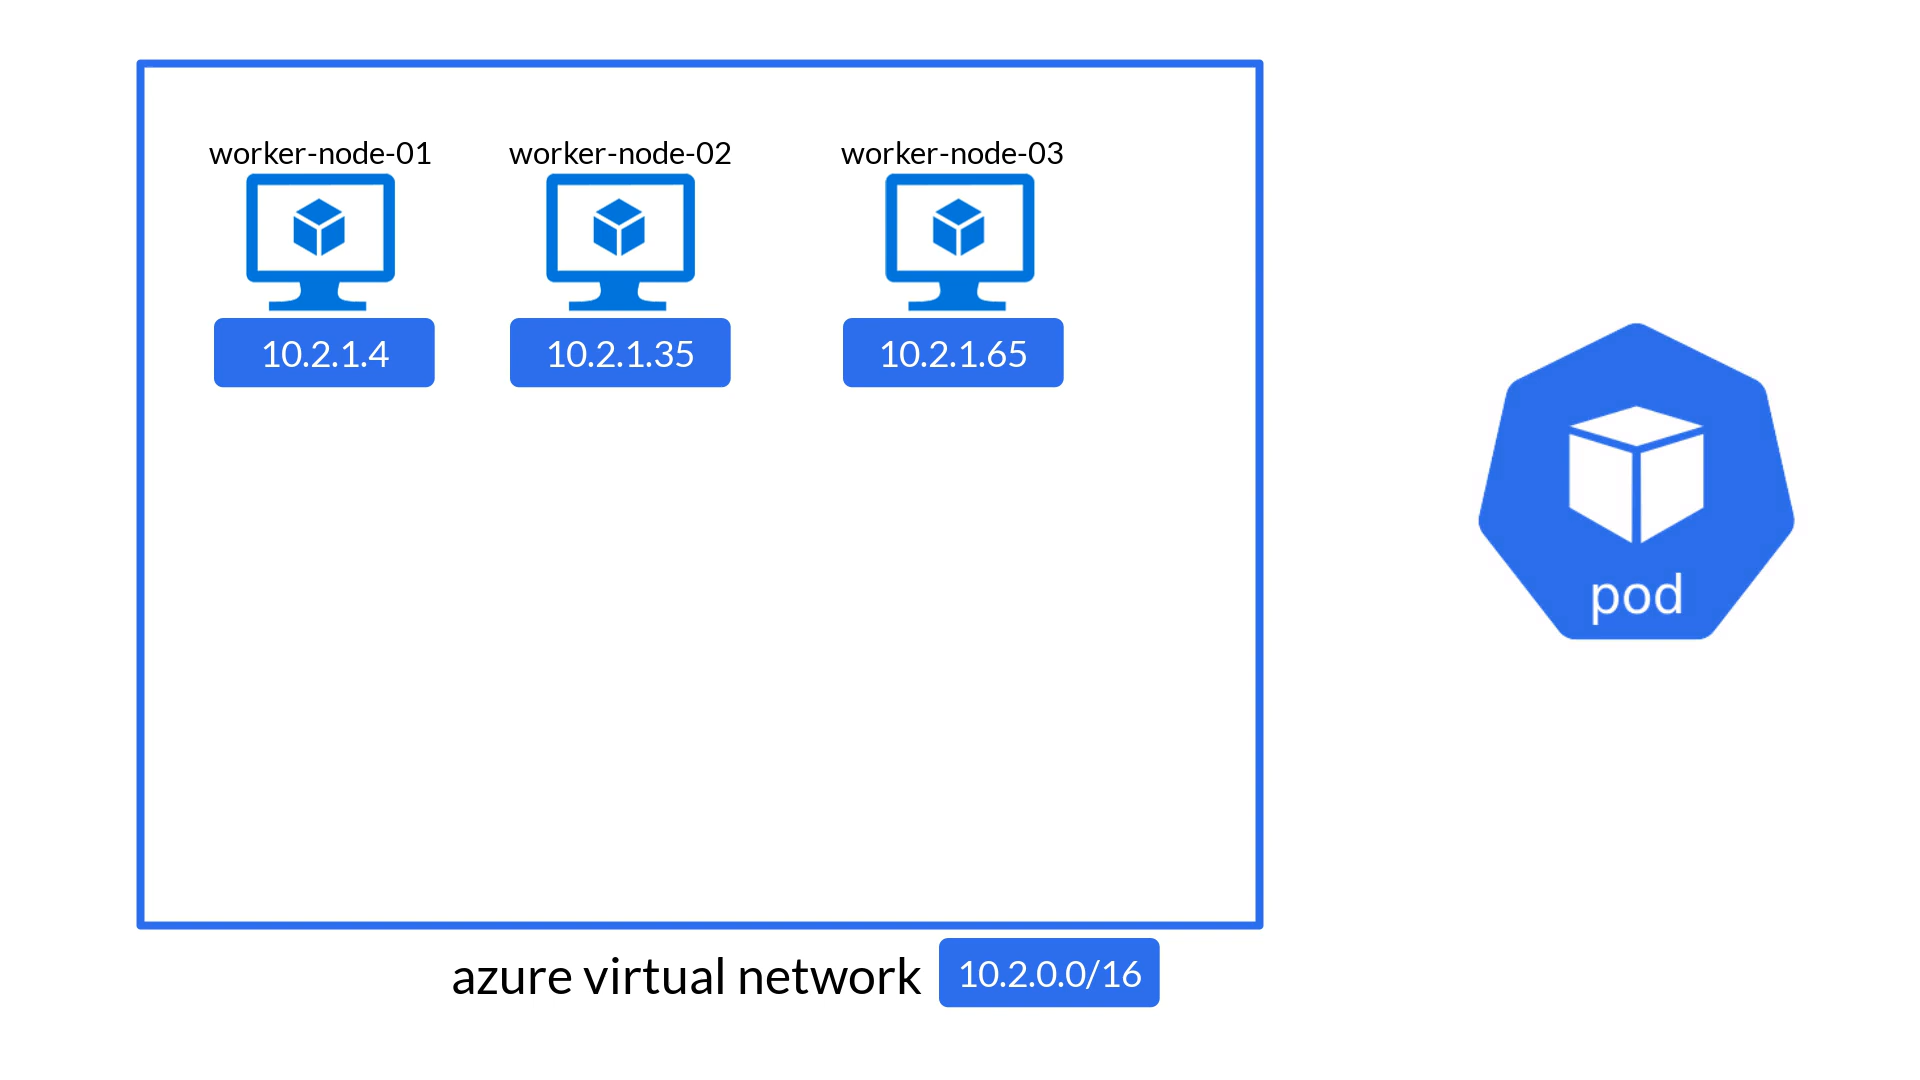 worker-node-01
worker-node-02
worker-node-03
10.2.1.4
10.2.1.35
10.2.1.65
pod
azure virtual network
10.2.0.0/16